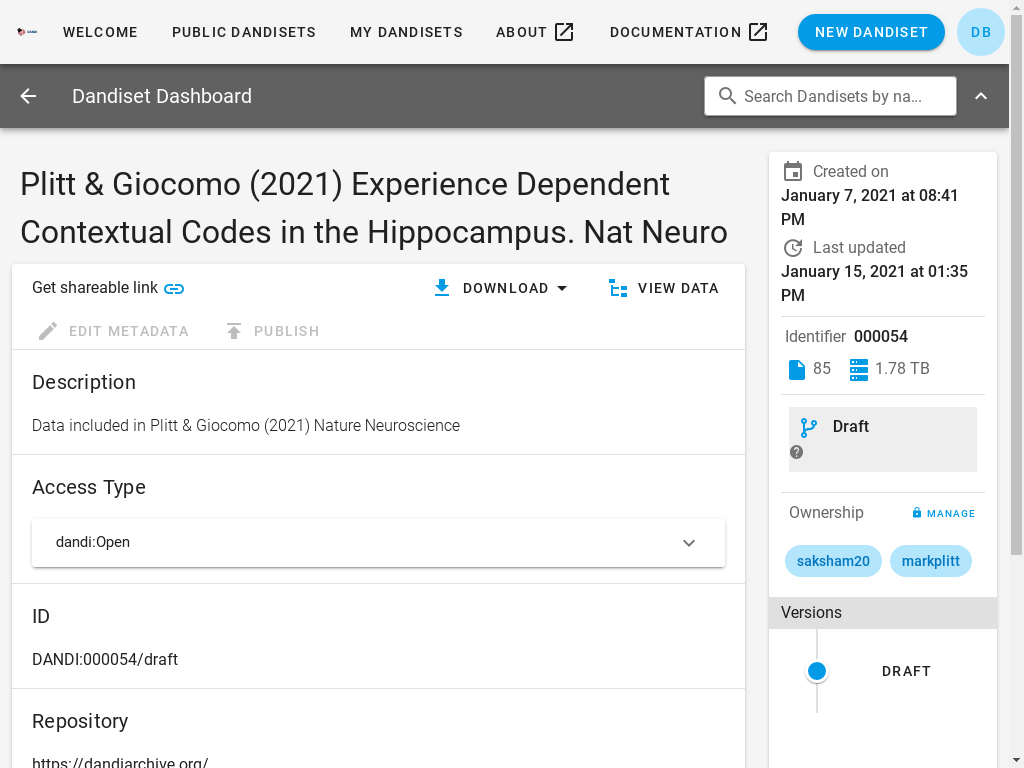 WELCOME
PUBLIC DANDISETS
MY DANDISETS
ABOUT
DOCUMENTATION
NEW DANDISET
DB
Dandiset Dashboard
Search Dandisets by na...
Plitt & Giocomo (2021) Experience Dependent
Contextual Codes in the Hippocampus. Nat Neuro
Get shareable link
DOWNLOAD
VIEW DATA
EDIT METADATA
PUBLISH
Description
Data included in Plitt & Giocomo (2021) Nature Neuroscience
Access Type
dandi:Open
ID
DANDI:000054/draft
Repository
https://dandiarchive.org/
Created on
January 7, 2021 at 08:41
PM
Last updated
January 15, 2021 at 01:35
PM
Identifier 000054
85
1.78 TB
Draft
Ownership
MANAGE
saksham20
markplitt
Versions
DRAFT